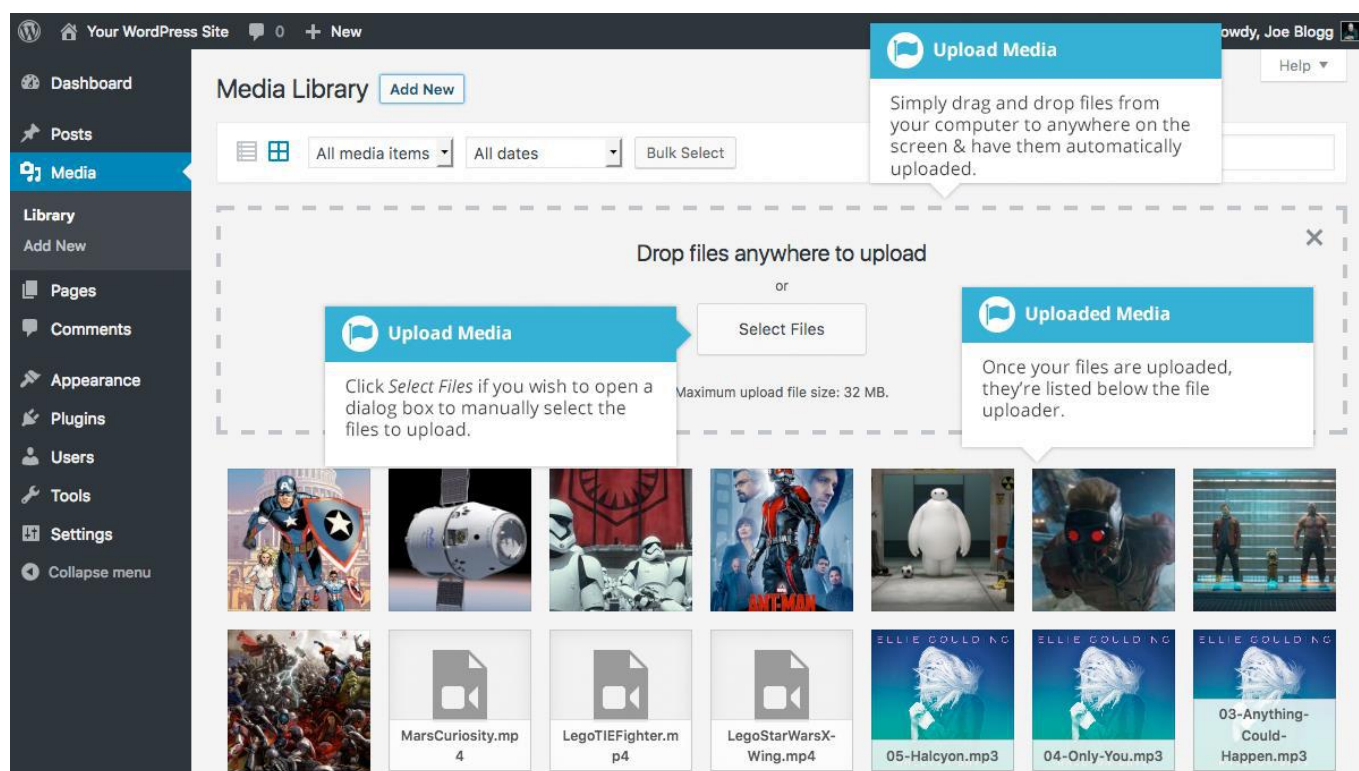 Your WordPress Site 0 + New
owdy, Joe Blogg
Dashboard
Posts
Media
Library
Add New
Pages
Comments
Appearance
Plugins
Users
Tools
Settings
Collapse menu
Media Library Add New
Help
All media items All dates Bulk Select
Upload Media
Simply drag and drop files from
your computer to anywhere on the
screen & have them automatically
uploaded.
Drop files anywhere to upload
or
Select Files
Maximum upload file size: 32 MB.
Upload Media
Click Select Files if you wish to open a
dialog box to manually select the
files to upload.
Uploaded Media
Once your files are uploaded,
they're listed below the file
uploader.
ANT-MAN
MarsCuriosity.mp
4
LegoTIEFighter.m
p4
LegoStarWarsX-
Wing.mp4
ELLIE GOULDING
05-Halcyon.mp3
ELLIE GOULDING
04-Only-You.mp3
ELLIE GOULDING
03-Anything-
Could-
Happen.mp3